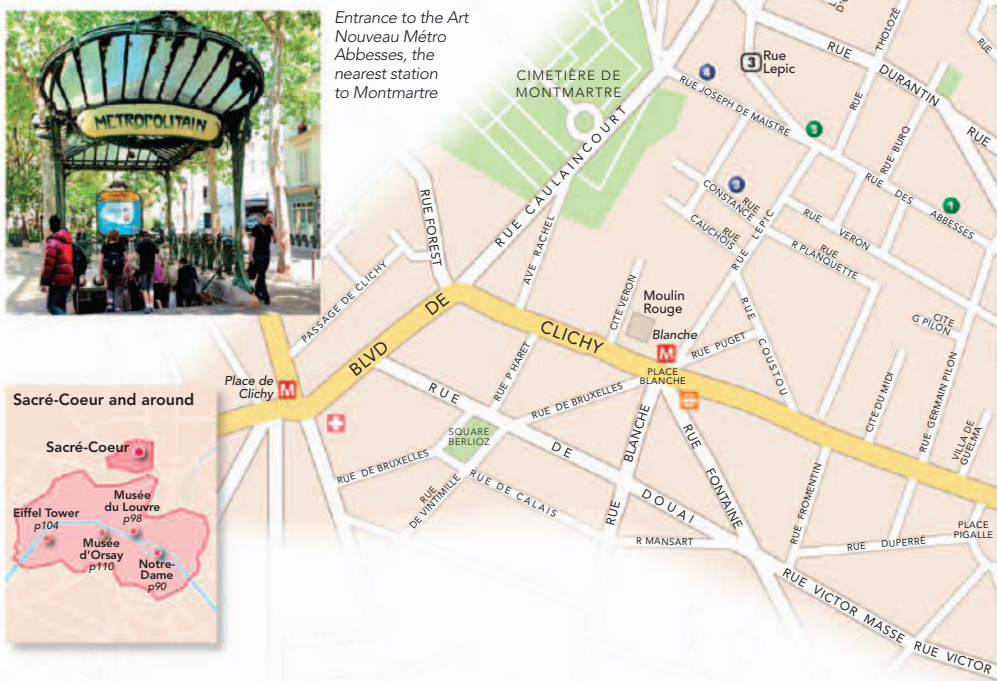 Entrance to the Art
Nouveau Métro
Abbesses, the
nearest station
to Montmartre
METROPOLITAIN
CIMETIÈRE DE
MONTMARTRE
4
3
Rue
Lepic
RUE JOSEPH DE MAISTRE
3
RUE THOLOZÉ
RUE DURANTIN
RUE
RUE
RUE BURQ
RUE DES ABBESSES
1
3
RUE
CONSTANCE
RUE
CAUCHOIS
RUE LEPIC
RUE VERON
RUE
R PLANQUETTE
RUE CAULAINCOURT
RUE FOREST
AVE RACHEL
PASSAGE DE CLICHY
CITE VERON
Moulin
Rouge
Blanche
M
PLACE
BLANCHE
RUE PUGET
RUE COUSTOU
CITE
G PILON
CITE DU MIDI
RUE GERMAIN PILON
VILLA DE
GUELMA
BLVD DE CLICHY
Place de
Clichy
M
RUE P HARET
RUE DE BRUXELLES
SQUARE
BERLIOZ
RUE DE BRUXELLES
RUE
DE VINTIMILLE
RUE DE CALAIS
RUE DE DOUAI
RUE BLANCHE
RUE FONTAINE
R MANSART
RUE FROMENTIN
RUE DUPERRÉ
PLACE
PIGALLE
RUE VICTOR MASSE
RUE VICTOR
Sacré-Coeur and around
Sacré-Coeur
Eiffel Tower
p104
Musée
du Louvre
p98
Musée
d'Orsay
p110
Notre-
Dame
p90